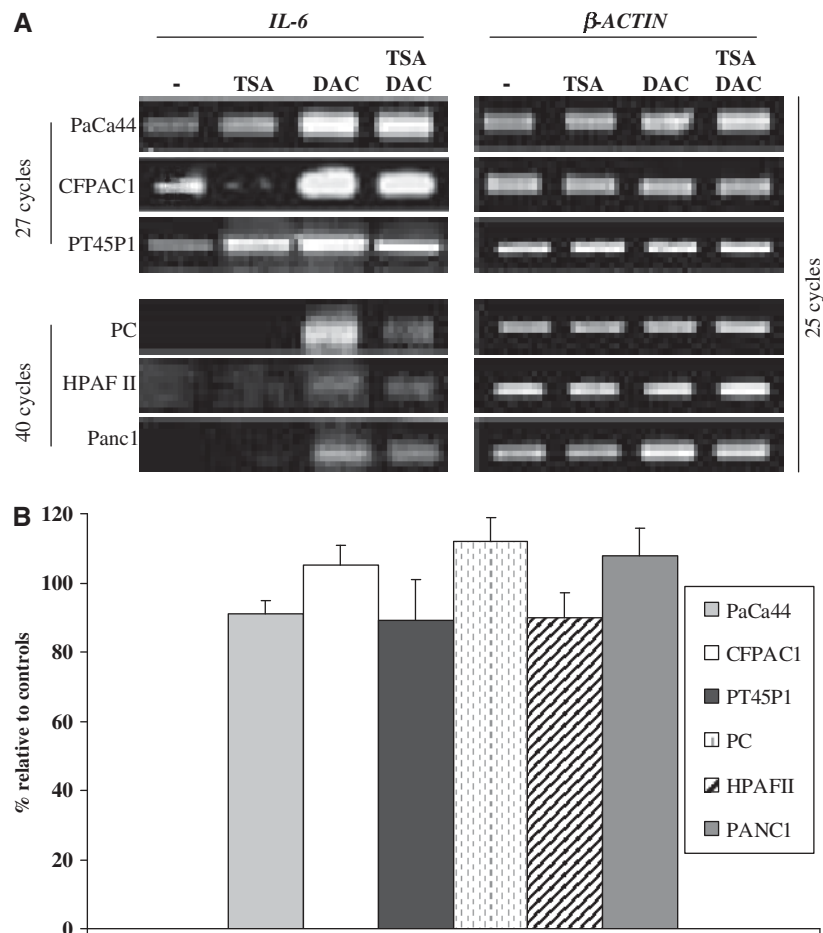 A
IL-6
β-ACTIN
- TSA DAC TSA DAC
- TSA DAC TSA DAC
27 cycles
PaCa44
CFPAC1
PT45P1
40 cycles
PC
HPAF II
Panc1
25 cycles
B
% relative to controls
120
100
80
60
40
20
0
PaCa44
CFPAC1
PT45P1
PC
HPAFII
PANC1